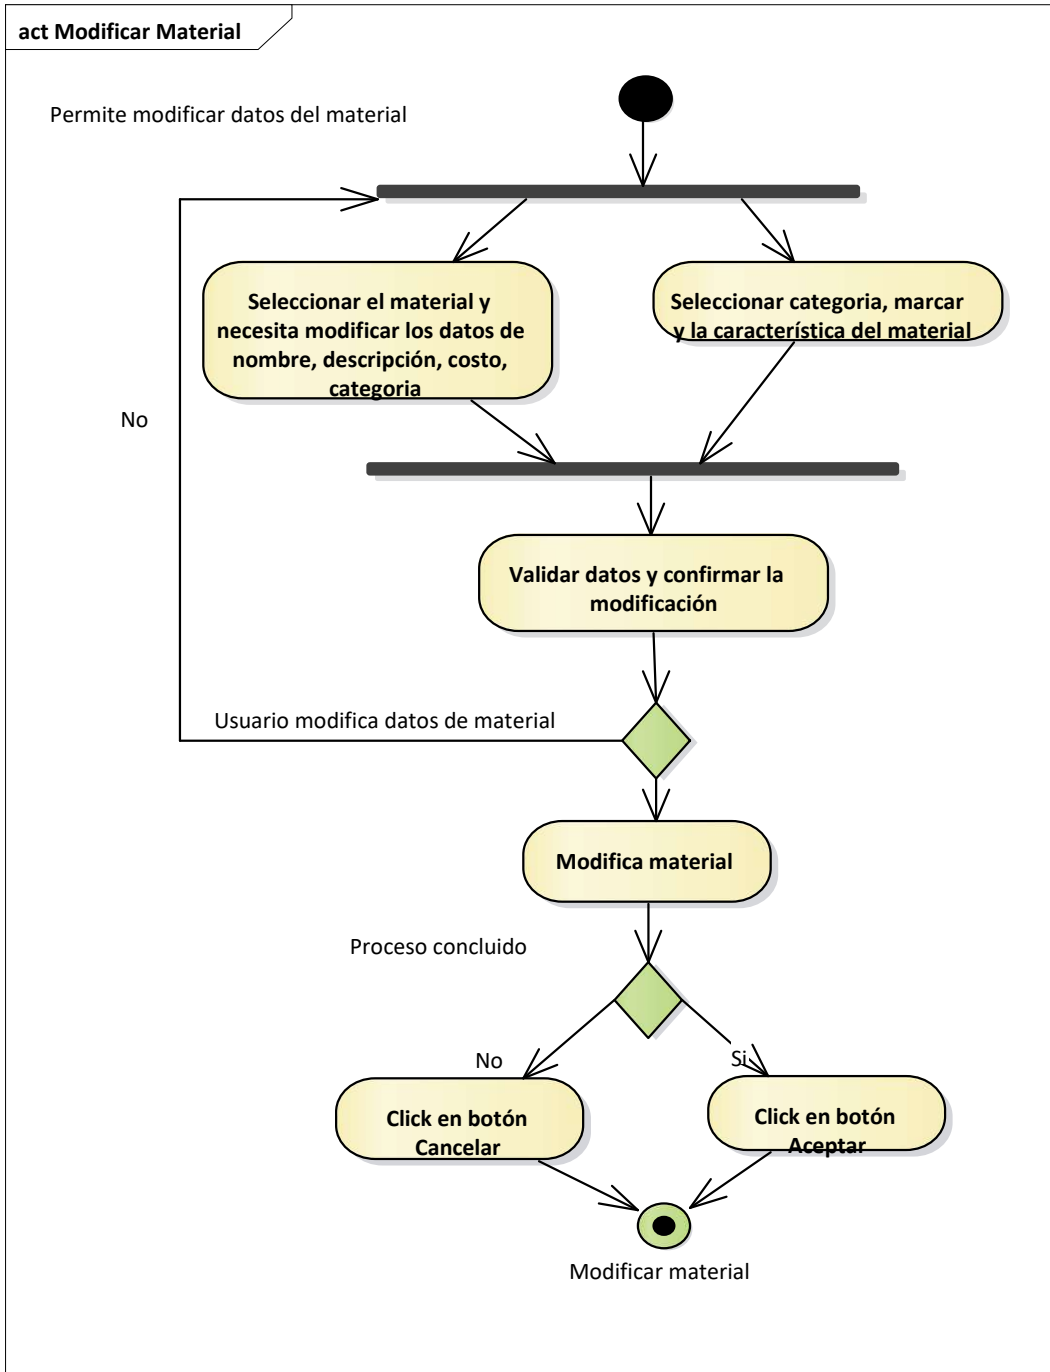 act Modificar Material
Permite modificar datos del material
Seleccionar el material y
necesita modificar los datos de
nombre, descripción, costo,
categoria
Seleccionar categoria, marcar
y la característica del material
No
Validar datos y confirmar la
modificación
Usuario modifica datos de material
Modifica material
Proceso concluido
No
Si
Click en botón
Cancelar
Click en botón
Aceptar
Modificar material